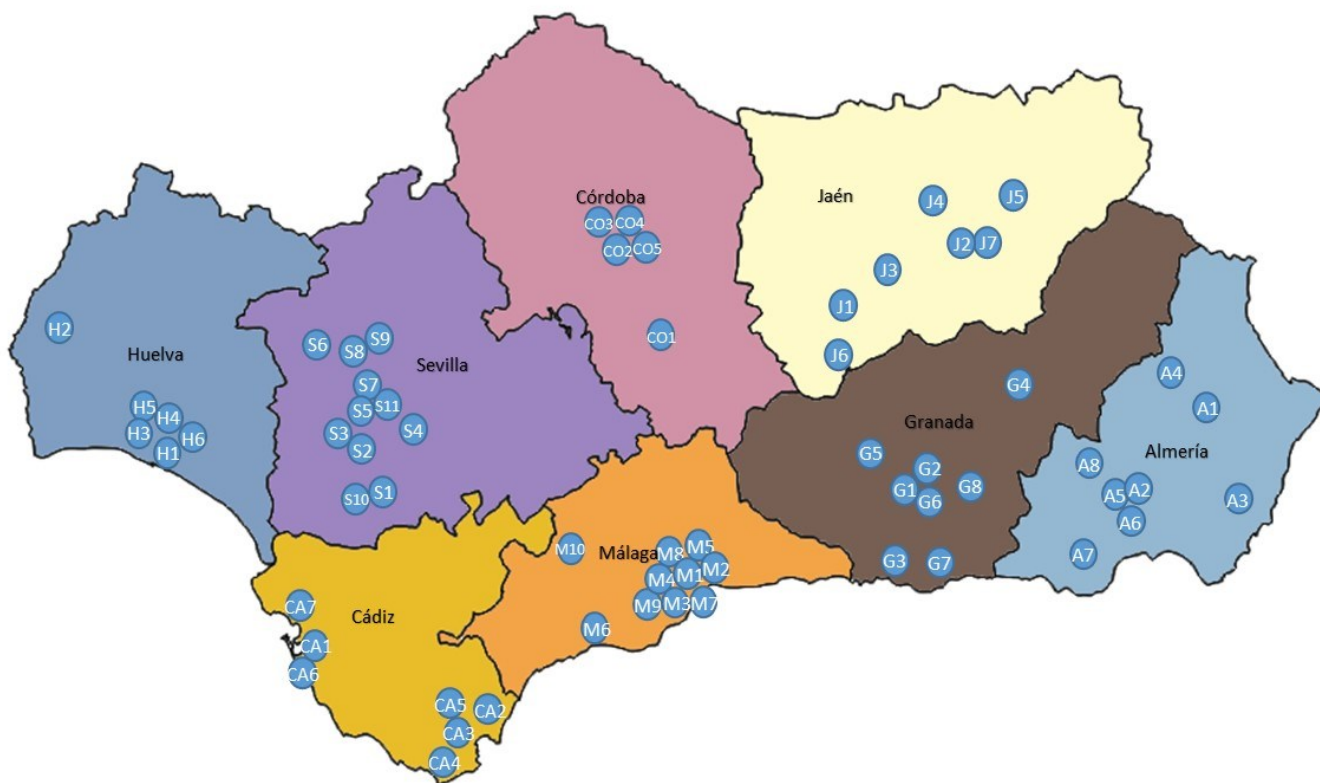 Córdoba
CO3
CO4
CO2
CO5
CO1
Jaén
J4
J5
J2
J7
J3
J1
J6
H2
Huelva
H5
H4
H3
H6
H1
S6
S8
S9
Sevilla
S7
S5
S11
S3
S4
S2
S10
S1
G4
Granada
G5
G2
G1
G6
G8
G3
G7
A4
A1
Almería
A8
A5
A2
A3
A6
A7
M10
Málaga
M8
M5
M4
M1
M2
M9
M3
M7
M6
CA7
Cádiz
CA1
CA6
CA5
CA2
CA3
CA4